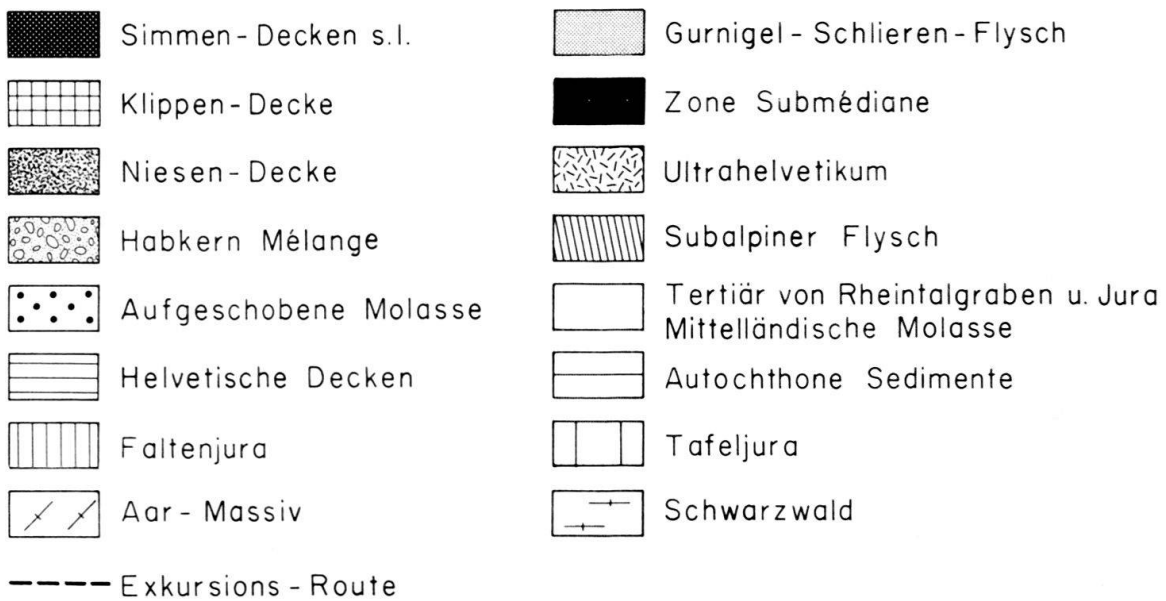 Simmen-Decken s.l.
Klippen-Decke
Niesen-Decke
Habkern Mélange
Aufgeschobene Molasse
Helvetische Decken
Faltenjura
Aar-Massiv
Exkursions-Route
Gurnigel-Schlieren-Flysch
Zone Submédiane
Ultrahelvetikum
Subalpiner Flysch
Tertiär von Rheintalgraben u. Jura
Mittelländische Molasse
Autochthone Sedimente
Tafeljura
Schwarzwald